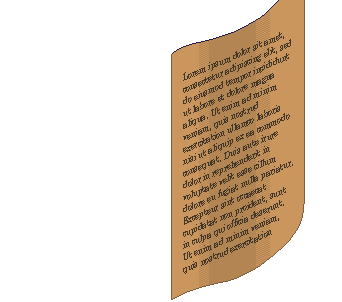 Lorem ipsum dolor sit amet,
consectetur adipiscing elit, sed
do eiusmod tempor incididunt
ut labore et dolore magna
aliqua. Ut enim ad minim
veniam, quis nostrud
exercitation ullamco laboris
nisi ut aliquip ex ea commodo
consequat. Duis aute irure
dolor in reprehenderit in
voluptate velit esse cillum
dolore eu fugiat nulla pariatur.
Excepteur sint occaecat
cupidatat non proident, sunt
in culpa qui officia deserunt,
Ut enim ad minim veniam,
quis nostrud exercitation